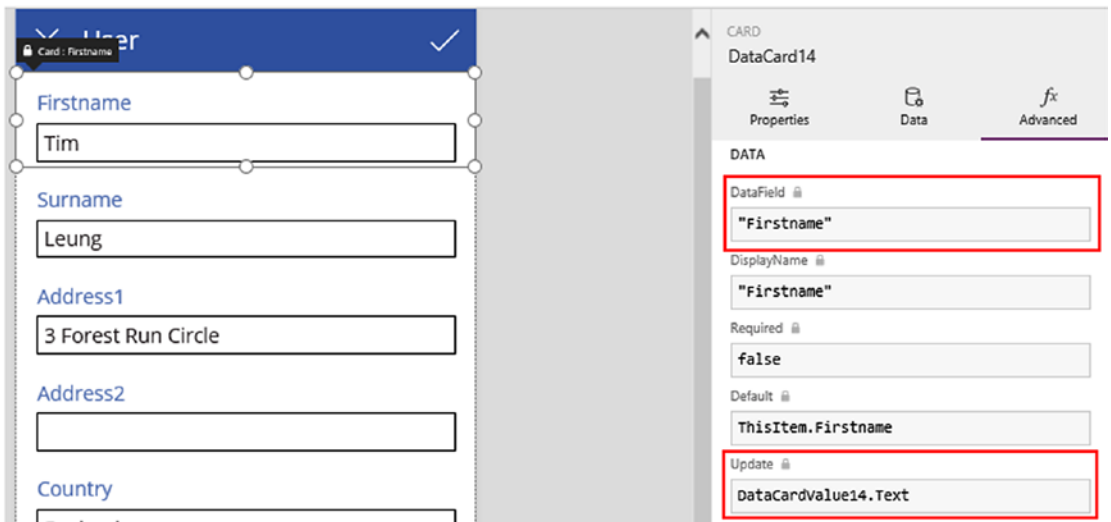 User
Card : Firstname
Firstname
Tim
Surname
Leung
Address1
3 Forest Run Circle
Address2
Country
CARD
DataCard14
Properties
Data
fx
Advanced
DATA
DataField
"Firstname"
DisplayName
"Firstname"
Required
false
Default
ThisItem.Firstname
Update
DataCardValue14.Text